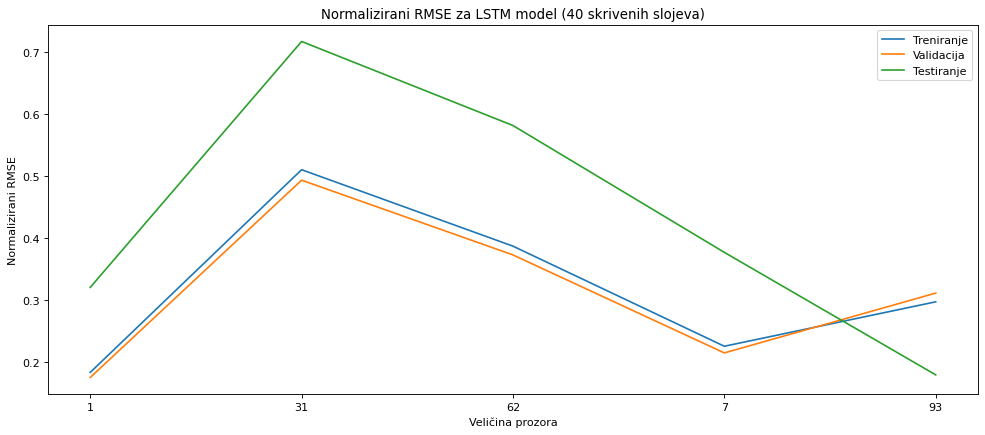 Normalizirani RMSE za LSTM model (40 skrivenih slojeva)
Treniranje
Validacija
Testiranje
Normalizirani RMSE
0.7
0.6
0.5
0.4
0.3
0.2
1
31
62
7
93
Veličina prozora